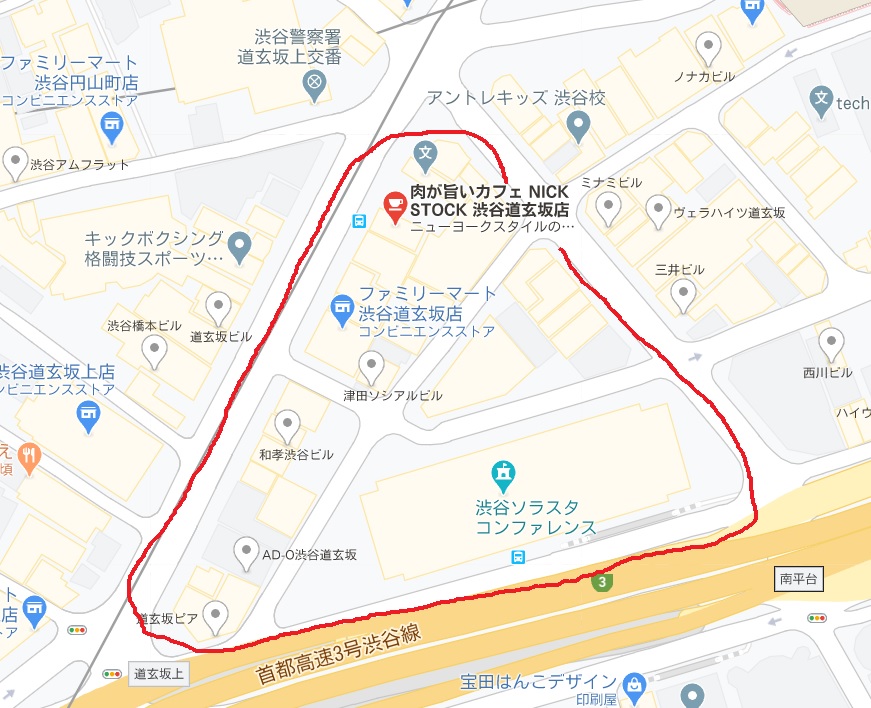 渋谷警察署
道玄坂上交番
ファミリーマート
渋谷円山町店
コンビニエンスストア
ノナカビル
アントレキッズ 渋谷校
文
tech
渋谷アムフラット
文
肉が旨いカフェ NICK
STOCK 渋谷道玄坂店
ニューヨークスタイルの…
ミナミビル
ヴェラハイツ道玄坂
キックボクシング
格闘技スポーツ…
三井ビル
ファミリーマート
渋谷道玄坂店
コンビニエンスストア
渋谷橋本ビル
道玄坂ビル
渋谷道玄坂上店
ンビニエンスストア
津田ソシアルビル
西川ビル
ハイウ
え
頃
和孝渋谷ビル
渋谷ソラスタ
コンファレンス
AD-O渋谷道玄坂
3
南平台
ト
店
ア
道玄坂ピア
首都高速3号渋谷線
道玄坂上
宝田はんこデザイン
印刷屋